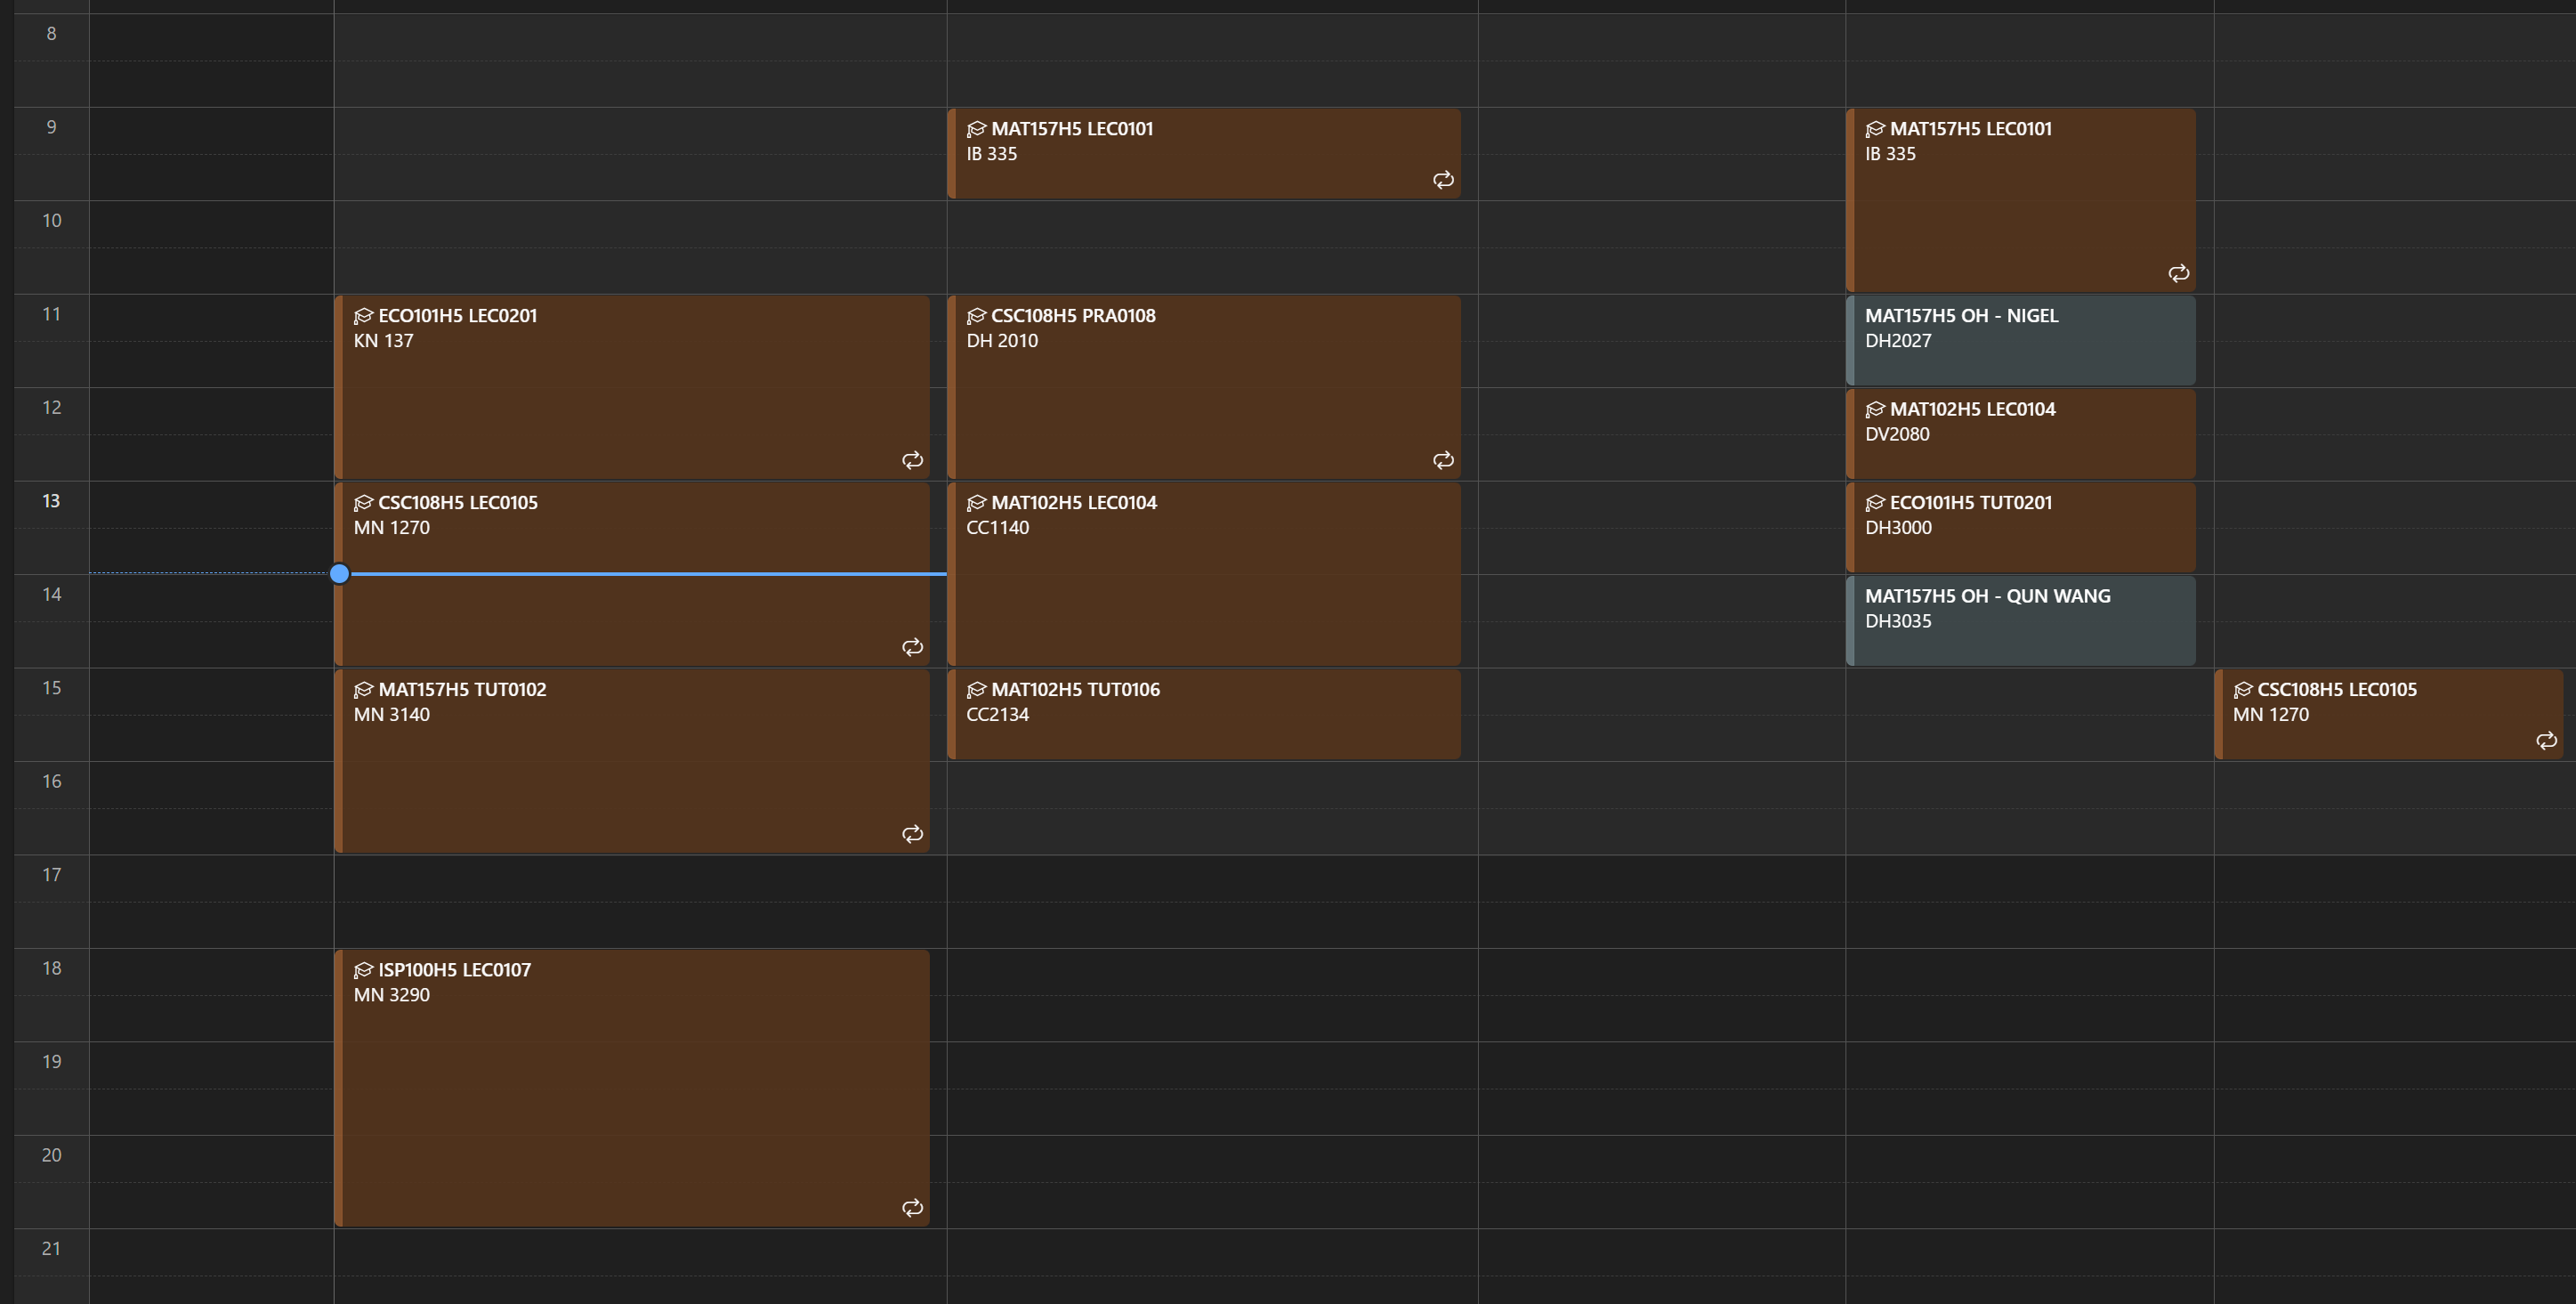 8
9
10
11
12
13
14
15
16
17
18
19
20
21
ECO101H5 LEC0201
KN 137
CSC108H5 LEC0105
MN 1270
MAT157H5 TUT0102
MN 3140
ISP100H5 LEC0107
MN 3290
MAT157H5 LEC0101
IB 335
CSC108H5 PRA0108
DH 2010
MAT102H5 LEC0104
CC1140
MAT102H5 TUT0106
CC2134
MAT157H5 LEC0101
IB 335
MAT157H5 OH - NIGEL
DH2027
MAT102H5 LEC0104
DV2080
ECO101H5 TUT0201
DH3000
MAT157H5 OH - QUN WANG
DH3035
CSC108H5 LEC0105
MN 1270